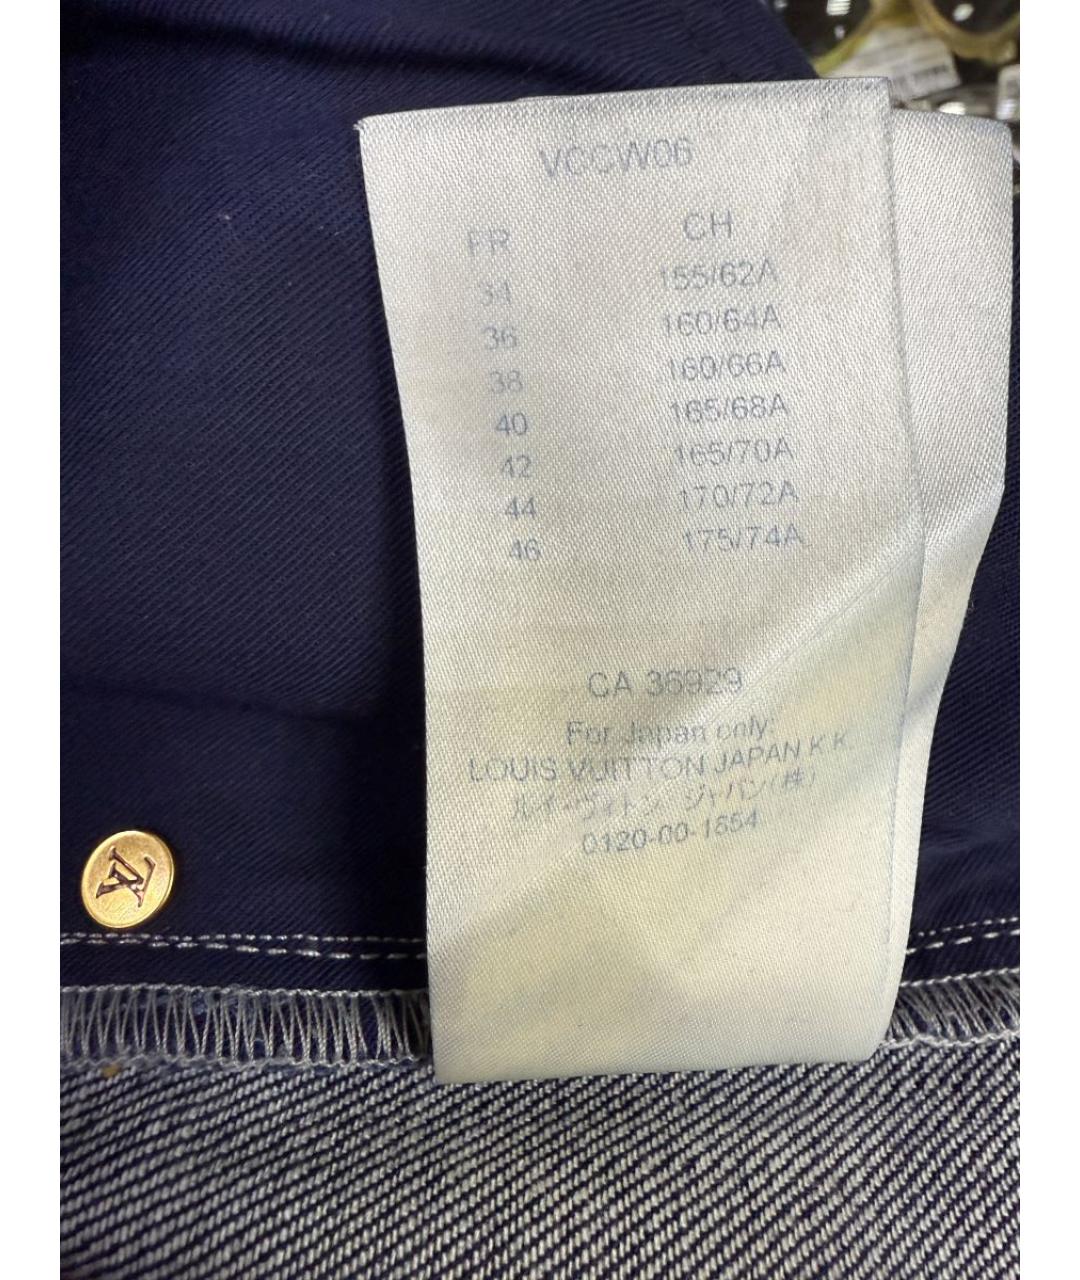 VCCW06
FR CH
34 155/62A
36 160/64A
38 160/66A
40 165/68A
42 165/70A
44 170/72A
46 175/74A
CA 36929
For Japan only:
LOUIS VUITTON JAPAN K.K.
ルイ・ヴィトン ジャパン(株)
0120-00-1854
LV